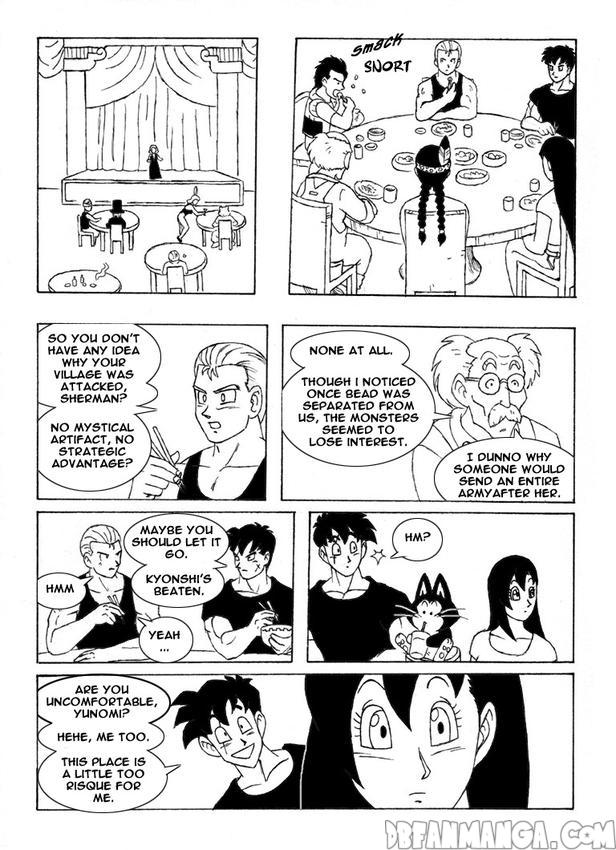 SMACK
SNORT
SO YOU DON'T
HAVE ANY IDEA
WHY YOUR
VILLAGE WAS
ATTACKED,
SHERMAN?
NO MYSTICAL
ARTIFACT, NO
STRATEGIC
ADVANTAGE?
NONE AT ALL.
THOUGH I NOTICED
ONCE BEAD WAS
SEPARATED FROM
US, THE MONSTERS
SEEMED TO
LOSE INTEREST.
I DUNNO WHY
SOMEONE WOULD
SEND AN ENTIRE
ARMYAFTER HER.
HMM
MAYBE YOU
SHOULD LET IT
GO.
KYONSHI'S
BEATEN.
YEAH
...
HM?
ARE YOU
UNCOMFORTABLE,
YUNOMI?
HEHE, ME TOO.
THIS PLACE IS
A LITTLE TOO
RISQUE FOR
ME.
DBFANMANGA.COM